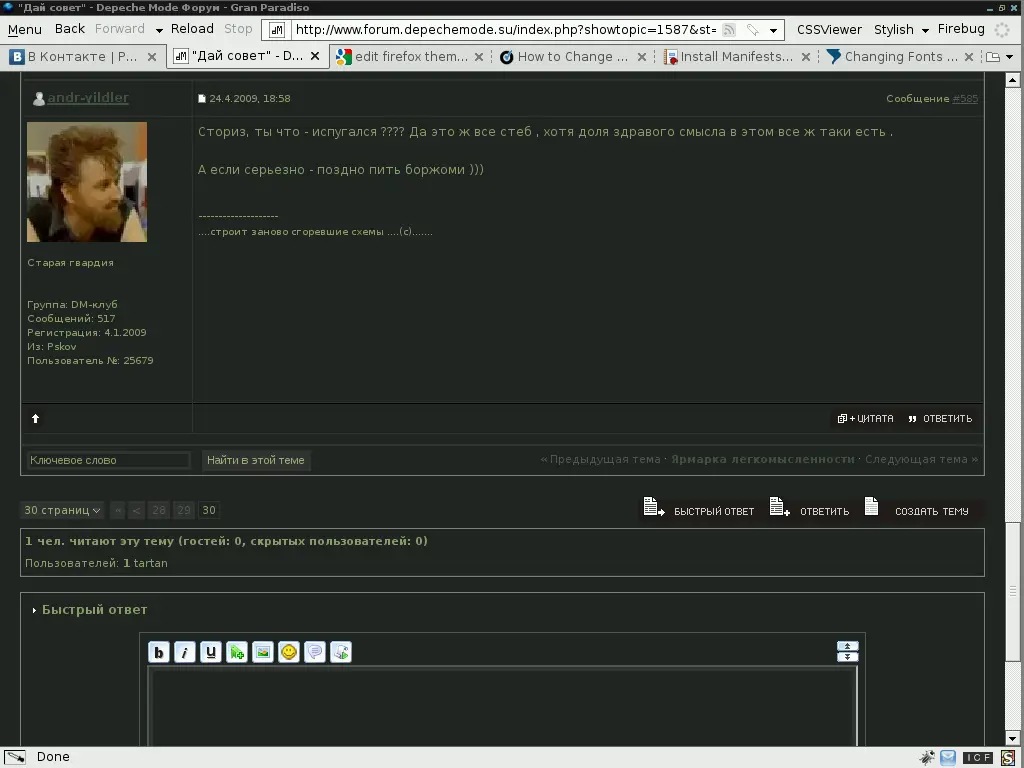 "Дай совет" - Depeche Mode Форум - Gran Paradiso
Menu Back Forward Reload Stop dM http://www.forum.depechemode.su/index.php?showtopic=1587&st= CSSViewer Stylish Firebug
В Контакте | Р... dM "Дай совет" - D... edit firefox them... How to Change ... Install Manifests... Changing Fonts ...
andr-yildler 24.4.2009, 18:58 Сообщение #585
Сториз, ты что - испугался ???? Да это ж все стеб , хотя доля здравого смысла в этом все ж таки есть .
А если серьезно - поздно пить боржоми )))
--------------------
....строит заново сгоревшие схемы ....(с).......
Старая гвардия
Группа: DM-клуб
Сообщений: 517
Регистрация: 4.1.2009
Из: Pskov
Пользователь №: 25679
+ ЦИТАТА ОТВЕТИТЬ
Ключевое слово Найти в этой теме « Предыдущая тема · Ярмарка легкомысленности · Следующая тема »
30 страниц « < 28 29 30 БЫСТРЫЙ ОТВЕТ ОТВЕТИТЬ СОЗДАТЬ ТЕМУ
1 чел. читают эту тему (гостей: 0, скрытых пользователей: 0)
Пользователей: 1 tartan
Быстрый ответ
b i U
Done I C F S